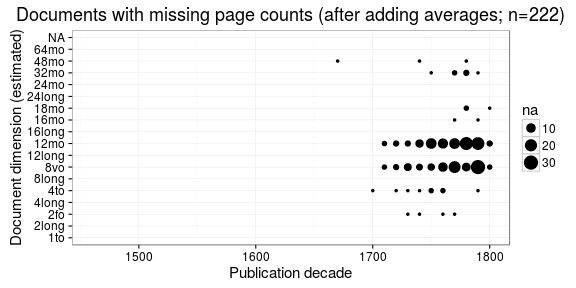 Documents with missing page counts (after adding averages; n=222)
Document dimension (estimated)
NA
64mo
48mo
32mo
24mo
24long
18mo
16mo
16long
12mo
12long
8vo
8long
4to
4long
2fo
2long
1to
1500
1600
1700
1800
Publication decade
na
10
20
30